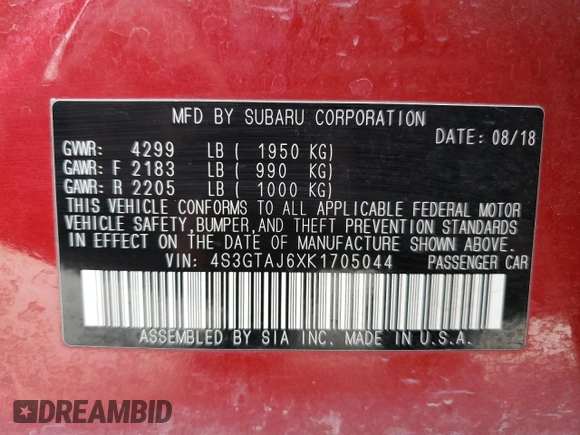 MFD BY SUBARU CORPORATION
DATE: 08/18
GVWR: 4299 LB ( 1950 KG)
GAWR: F 2183 LB ( 990 KG)
GAWR: R 2205 LB ( 1000 KG)
THIS VEHICLE CONFORMS TO ALL APPLICABLE FEDERAL MOTOR
VEHICLE SAFETY, BUMPER, AND THEFT PREVENTION STANDARDS
IN EFFECT ON THE DATE OF MANUFACTURE SHOWN ABOVE.
VIN: 4S3GTAJ6XK1705044 PASSENGER CAR
ASSEMBLED BY SIA INC. MADE IN U.S.A.
DREAMBID